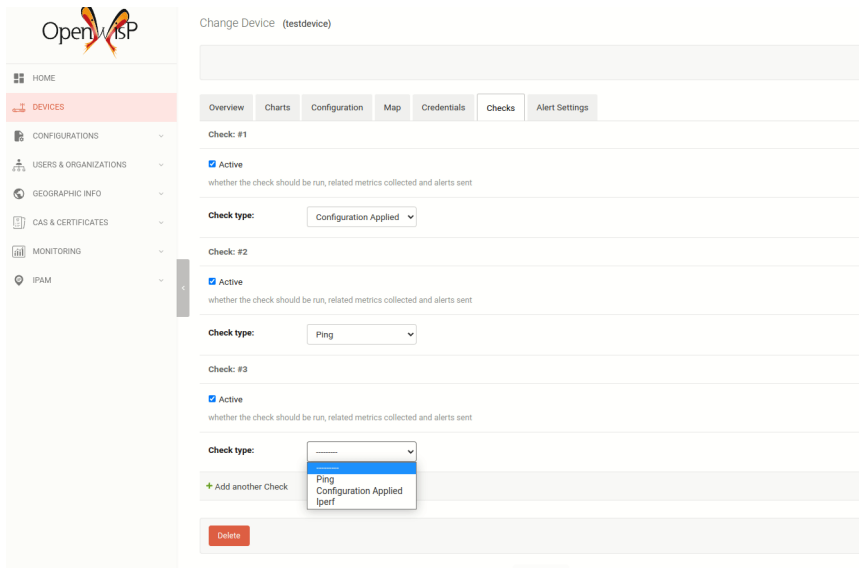 OpenWISP
Change Device (testdevice)
HOME
DEVICES
CONFIGURATIONS
USERS & ORGANIZATIONS
GEOGRAPHIC INFO
CAS & CERTIFICATES
MONITORING
IPAM
Overview Charts Configuration Map Credentials Checks Alert Settings
Check: #1
Active
whether the check should be run, related metrics collected and alerts sent
Check type: Configuration Applied
Check: #2
Active
whether the check should be run, related metrics collected and alerts sent
Check type: Ping
Check: #3
Active
whether the check should be run, related metrics collected and alerts sent
Check type: ---------
---------
Ping
Configuration Applied
Iperf
+ Add another Check
Delete